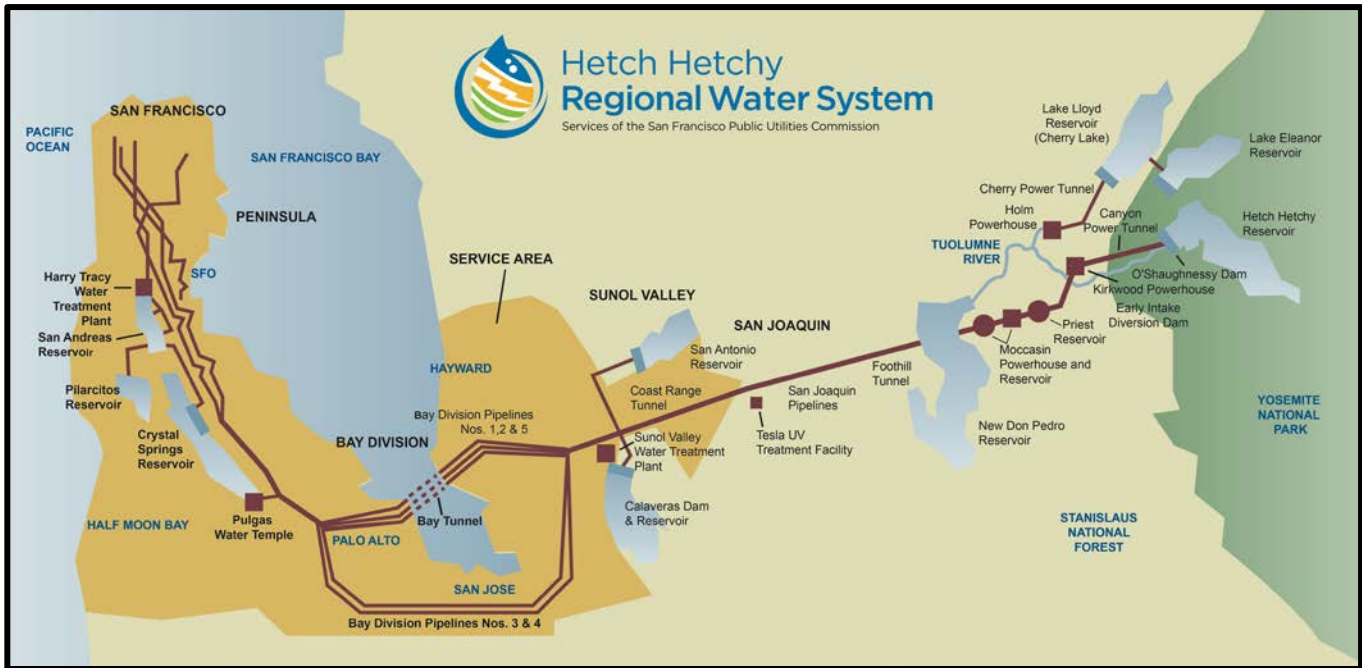 Hetch Hetchy
Regional Water System
Services of the San Francisco Public Utilities Commission
SAN FRANCISCO
PACIFIC
OCEAN
SAN FRANCISCO BAY
PENINSULA
SFO
Harry Tracy
Water
Treatment
Plant
San Andreas
Reservoir
Pilarcitos
Reservoir
Crystal
Springs
Reservoir
HALF MOON BAY
Pulgas
Water Temple
PALO ALTO
BAY DIVISION
Bay Tunnel
SAN JOSE
Bay Division Pipelines Nos. 3 & 4
Bay Division Pipelines
Nos. 1,2 & 5
HAYWARD
SERVICE AREA
SUNOL VALLEY
San Antonio
Reservoir
Coast Range
Tunnel
Sunol Valley
Water Treatment
Plant
Calaveras Dam
& Reservoir
SAN JOAQUIN
San Joaquin
Pipelines
Tesla UV
Treatment Facility
Foothill
Tunnel
New Don Pedro
Reservoir
Moccasin
Powerhouse and
Reservoir
Priest
Reservoir
TUOLUMNE
RIVER
Lake Lloyd
Reservoir
(Cherry Lake)
Lake Eleanor
Reservoir
Cherry Power Tunnel
Holm
Powerhouse
Canyon
Power Tunnel
Hetch Hetchy
Reservoir
O'Shaughnessy Dam
Kirkwood Powerhouse
Early Intake
Diversion Dam
YOSEMITE
NATIONAL
PARK
STANISLAUS
NATIONAL
FOREST